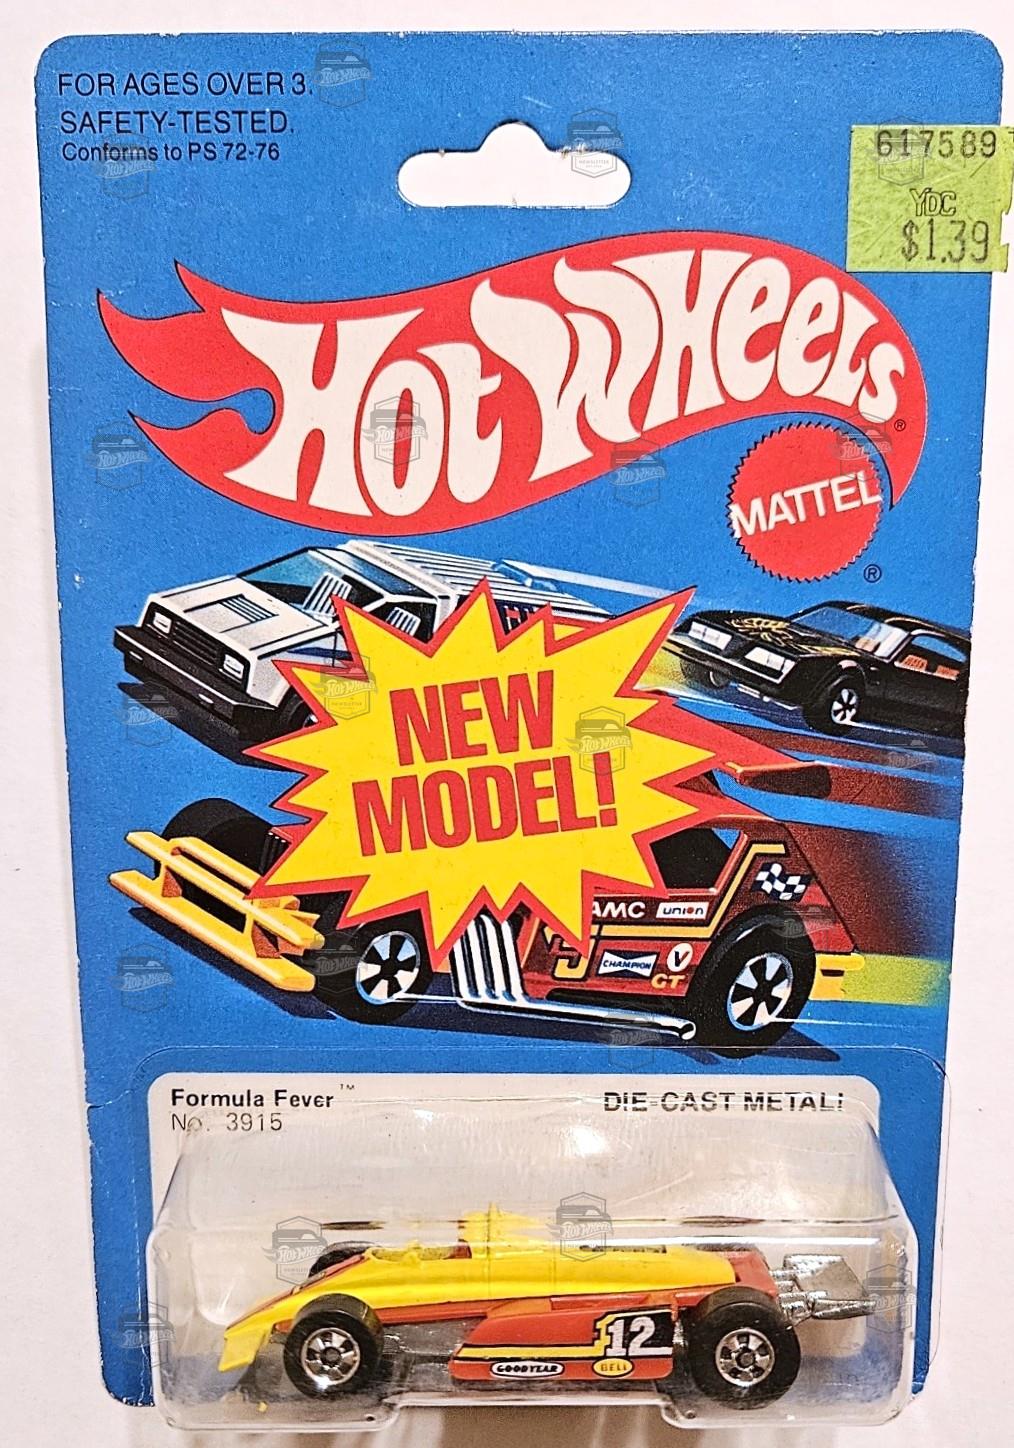 FOR AGES OVER 3.
SAFETY-TESTED.
Conforms to PS 72-76
617589
YDC
$1.39
HOT WHEELS
®
MATTEL
®
NEW
MODEL!
AMC union
CHAMPION V
GT
Formula Fever™
No. 3915
DIE-CAST METAL!
12
GOODYEAR BELL